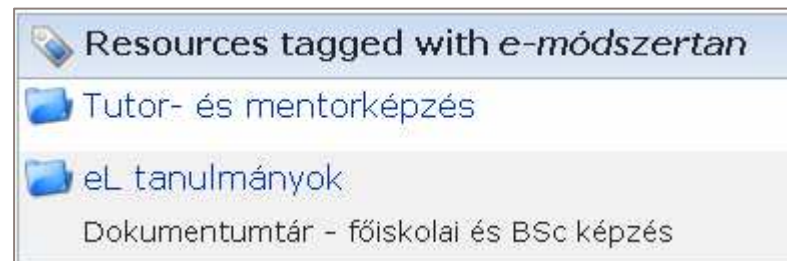 Resources tagged with e-módszertan
Tutor- és mentorképzés
eL tanulmányok
Dokumentumtár - főiskolai és BSc képzés